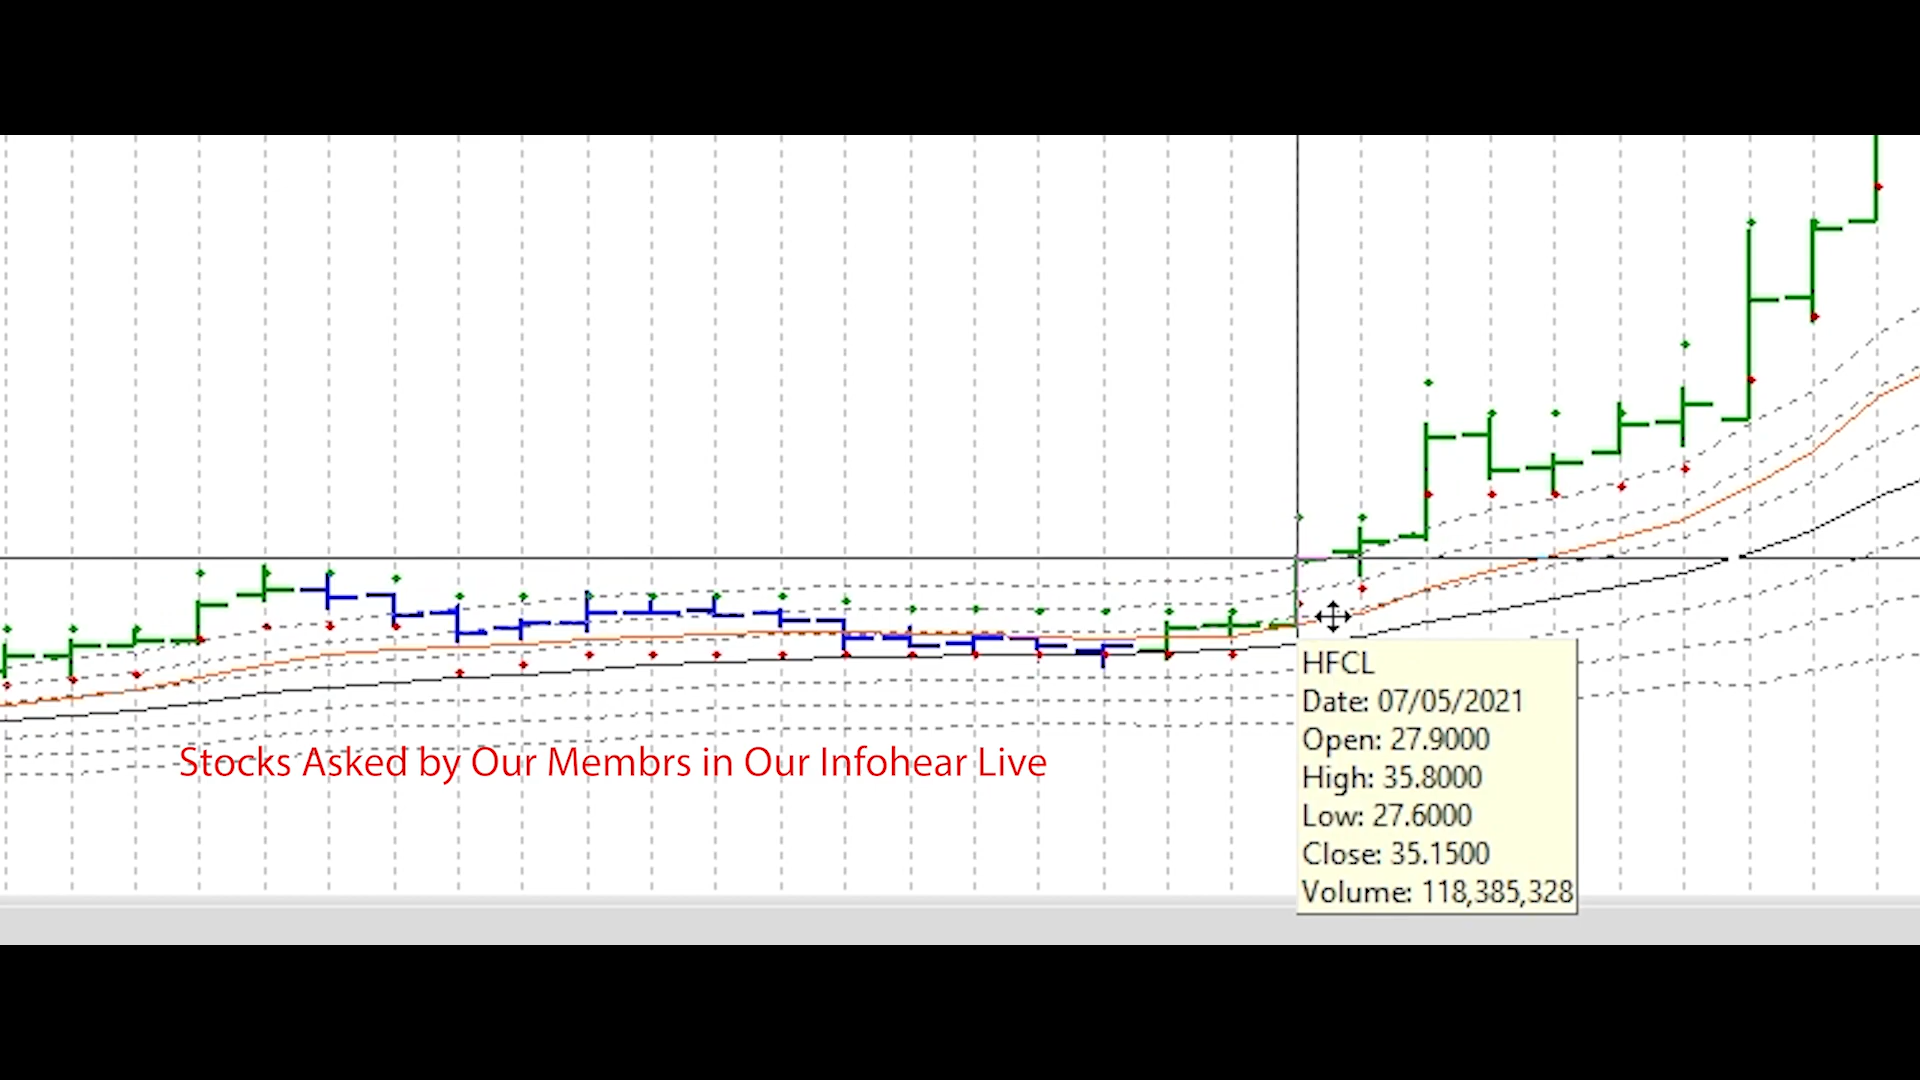 Stocks Asked by Our Membrs in Our Infohear Live
HFCL
Date: 07/05/2021
Open: 27.9000
High: 35.8000
Low: 27.6000
Close: 35.1500
Volume: 118,385,328